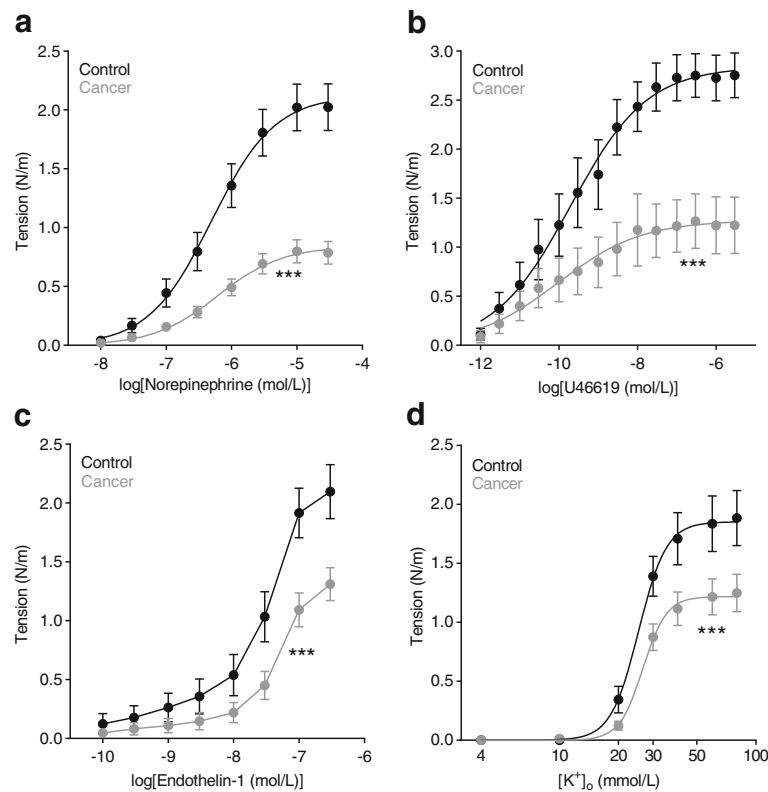 a
2.5
Control
Cancer
2.0
1.5
1.0
0.5
0.0
Tension (N/m)
***
-8 -7 -6 -5 -4
log[Norepinephrine (mol/L)]
b
3.0
Control
Cancer
2.5
2.0
1.5
1.0
0.5
0.0
Tension (N/m)
***
-12 -10 -8 -6
log[U46619 (mol/L)]
c
2.5
Control
Cancer
2.0
1.5
1.0
0.5
0.0
Tension (N/m)
***
-10 -9 -8 -7 -6
log[Endothelin-1 (mol/L)]
d
2.5
Control
Cancer
2.0
1.5
1.0
0.5
0.0
Tension (N/m)
***
4 10 20 30 50 100
[K⁺]ₒ (mmol/L)